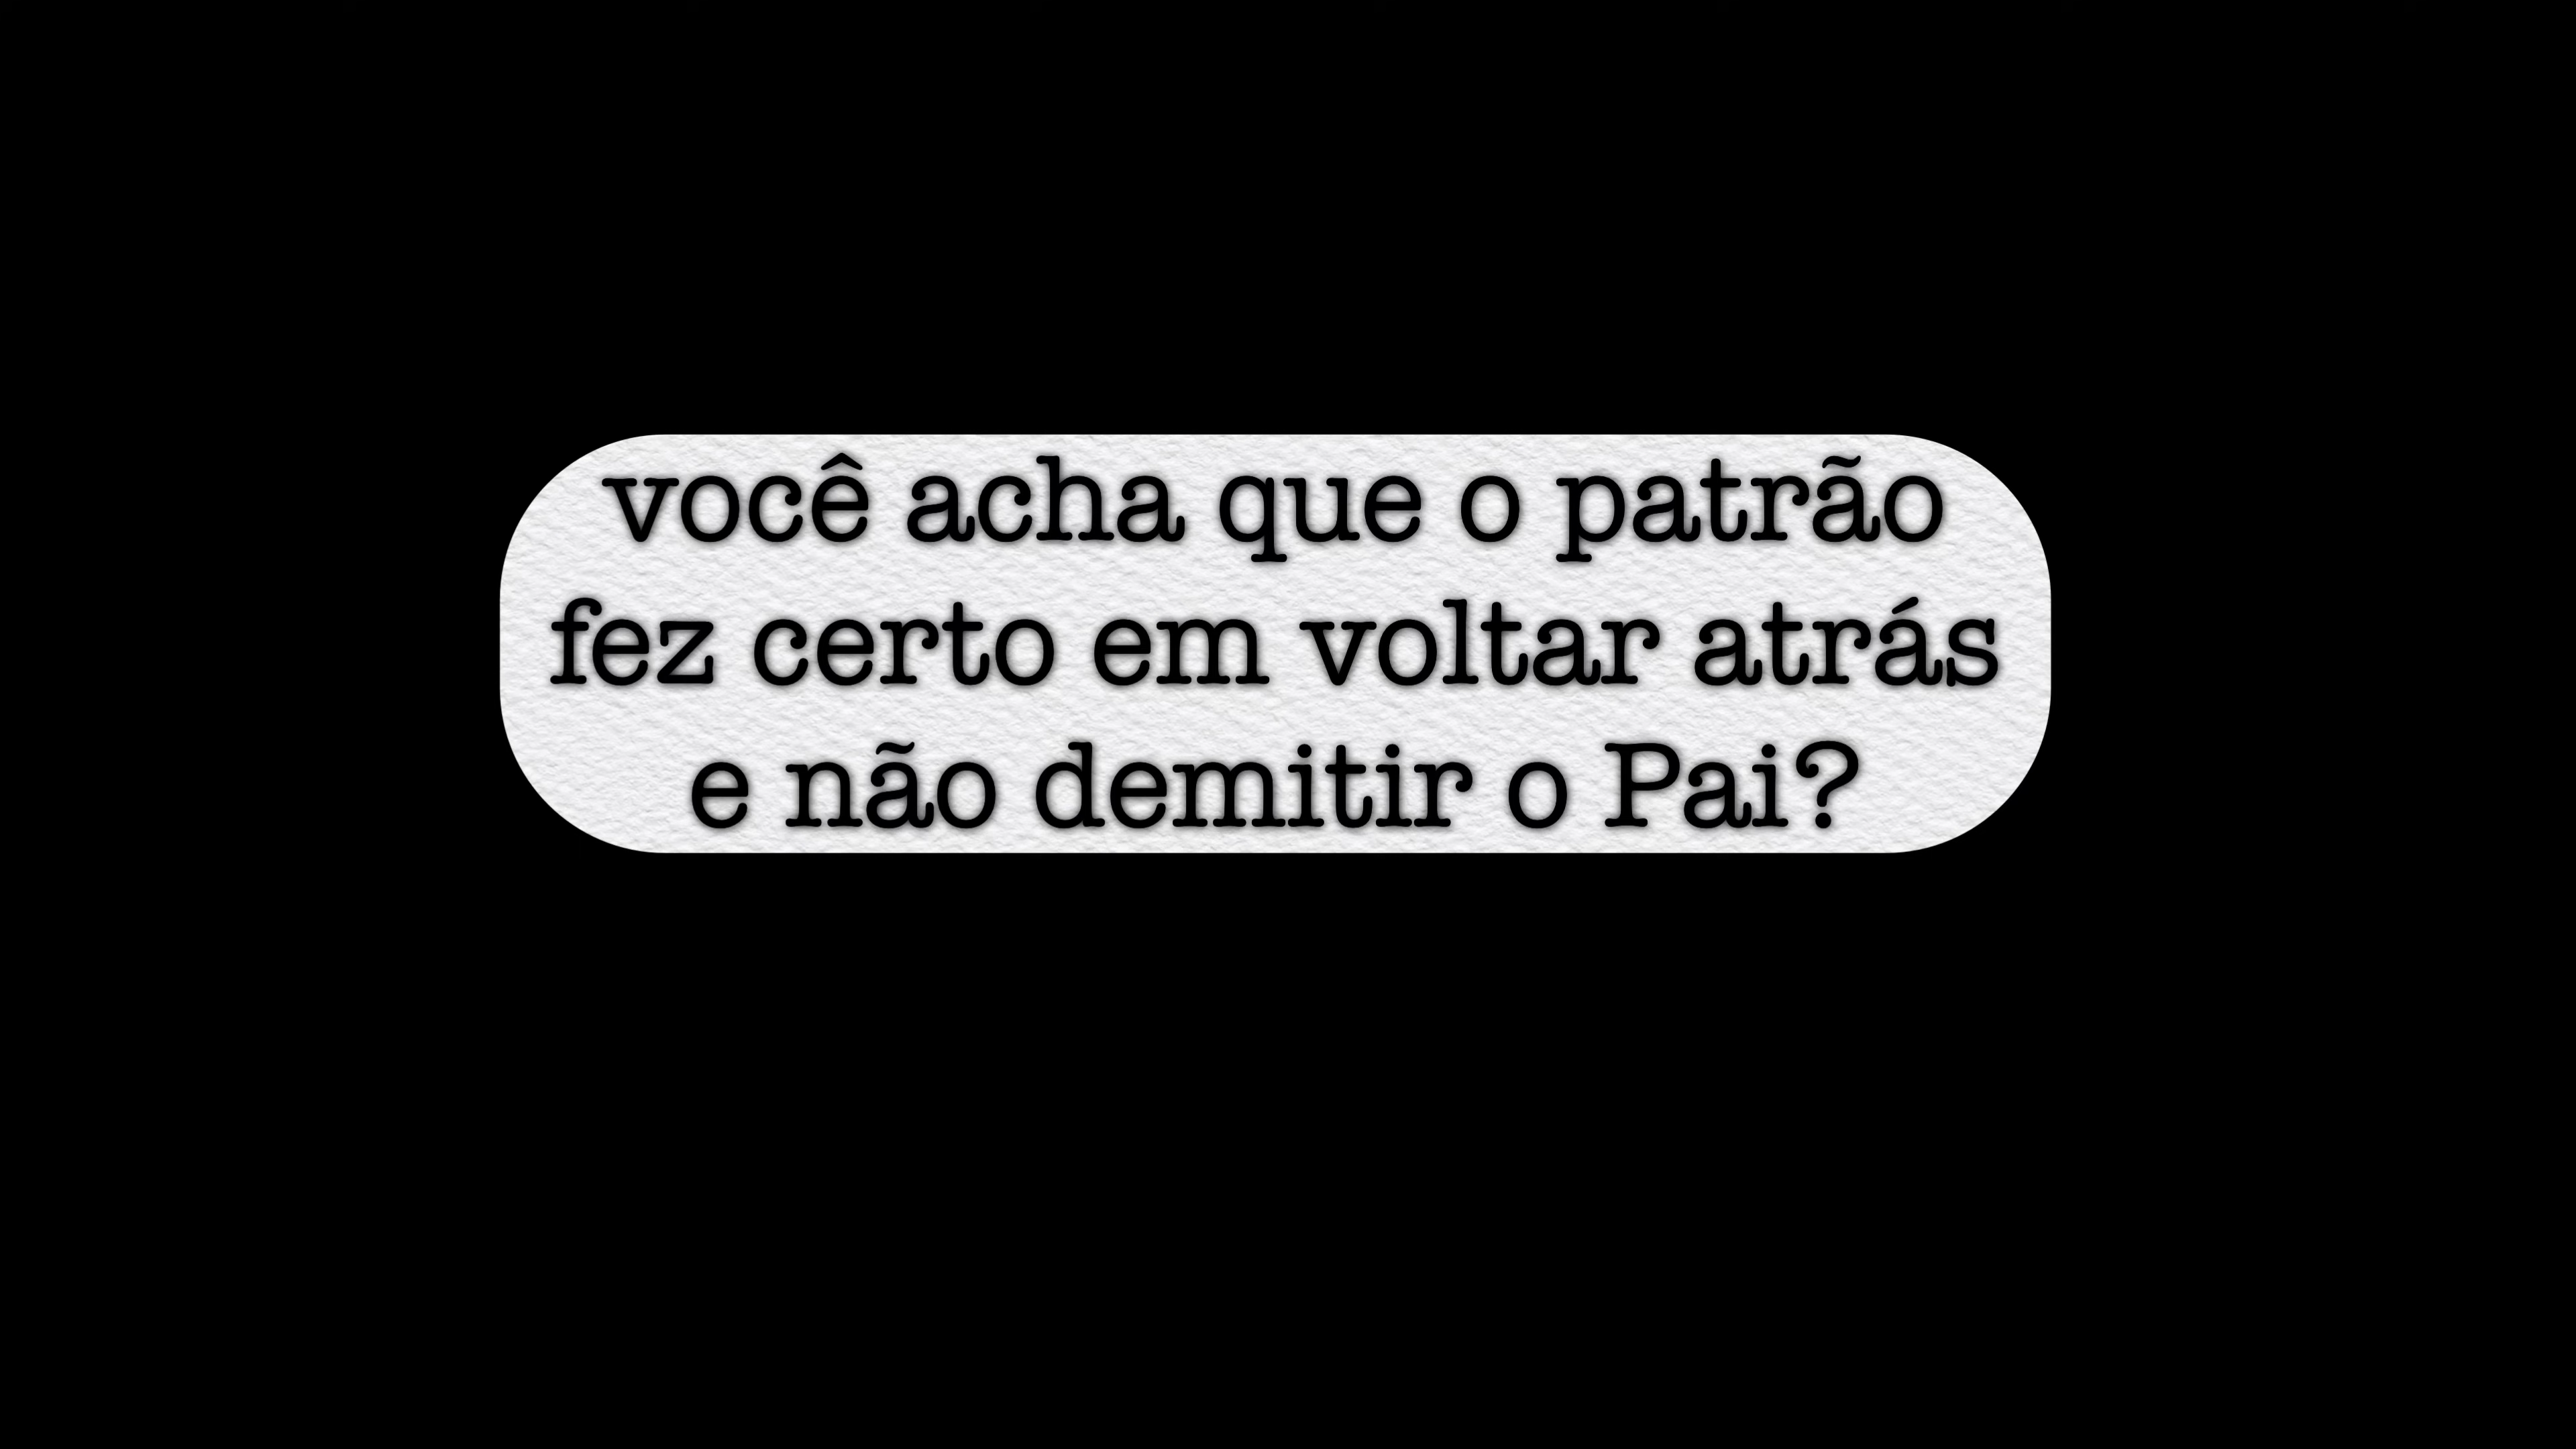 você acha que o patrão
fez certo em voltar atrás
e não demitir o Pai?